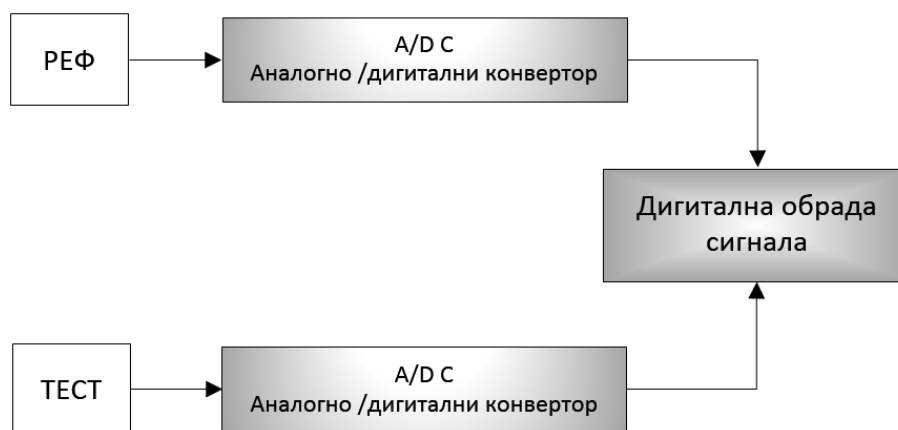 РЕФ
A/D C
Аналогно /дигитални конвертор
Дигитална обрада
сигнала
ТЕСТ
A/D C
Аналогно /дигитални конвертор